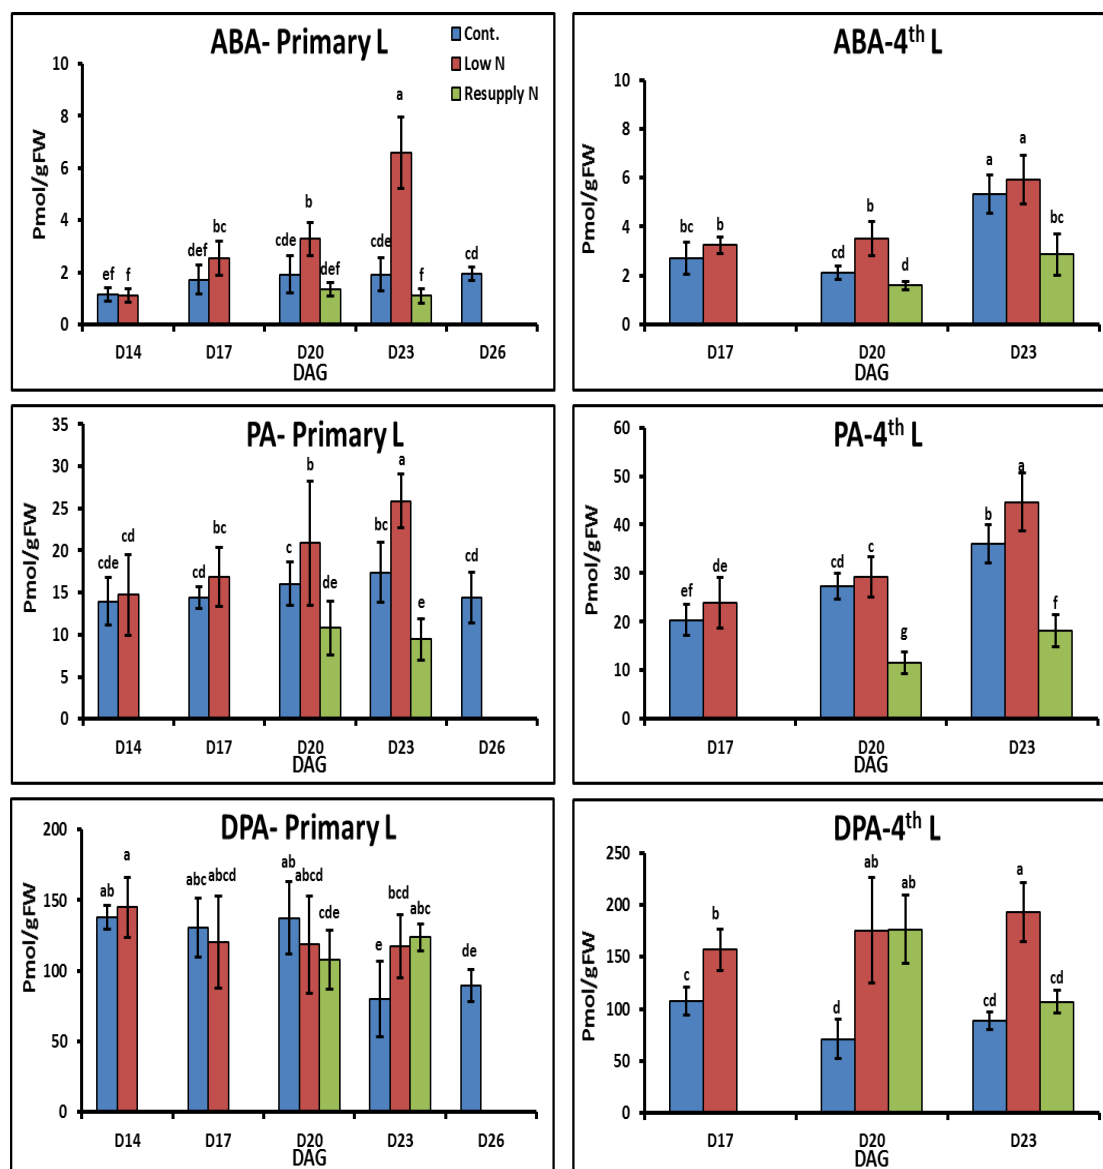 ABA- Primary L
Cont.
Low N
Resupply N
Pmol/gFW
10
8
6
4
2
0
ef f def bc cde b def cde a f cd
D14 D17 D20 D23 D26
DAG
ABA-4th L
Pmol/gFW
10
8
6
4
2
0
bc b cd b d a a bc
D17 D20 D23
DAG
PA- Primary L
Pmol/gFW
35
30
25
20
15
10
5
0
cde cd cd bc c b de bc a e cd
D14 D17 D20 D23 D26
DAG
PA-4th L
Pmol/gFW
60
50
40
30
20
10
0
ef de cd c g b a f
D17 D20 D23
DAG
DPA- Primary L
Pmol/gFW
200
150
100
50
0
ab a abc abcd ab abcd cde e bcd abc de
D14 D17 D20 D23 D26
DAG
DPA-4th L
Pmol/gFW
250
200
150
100
50
0
c b d ab ab cd a cd
D17 D20 D23
DAG